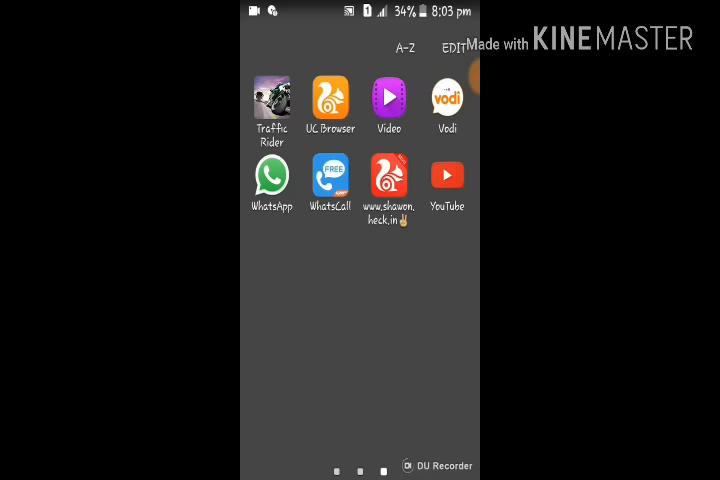 1 34% 8:03 pm
A-Z EDIT
Made with KINEMASTER
vodi
Traffic
Rider
UC Browser
Video
Vodi
FREE
WhatsApp
WhatsCall
www.shawon.
heck.in✌
YouTube
DU Recorder